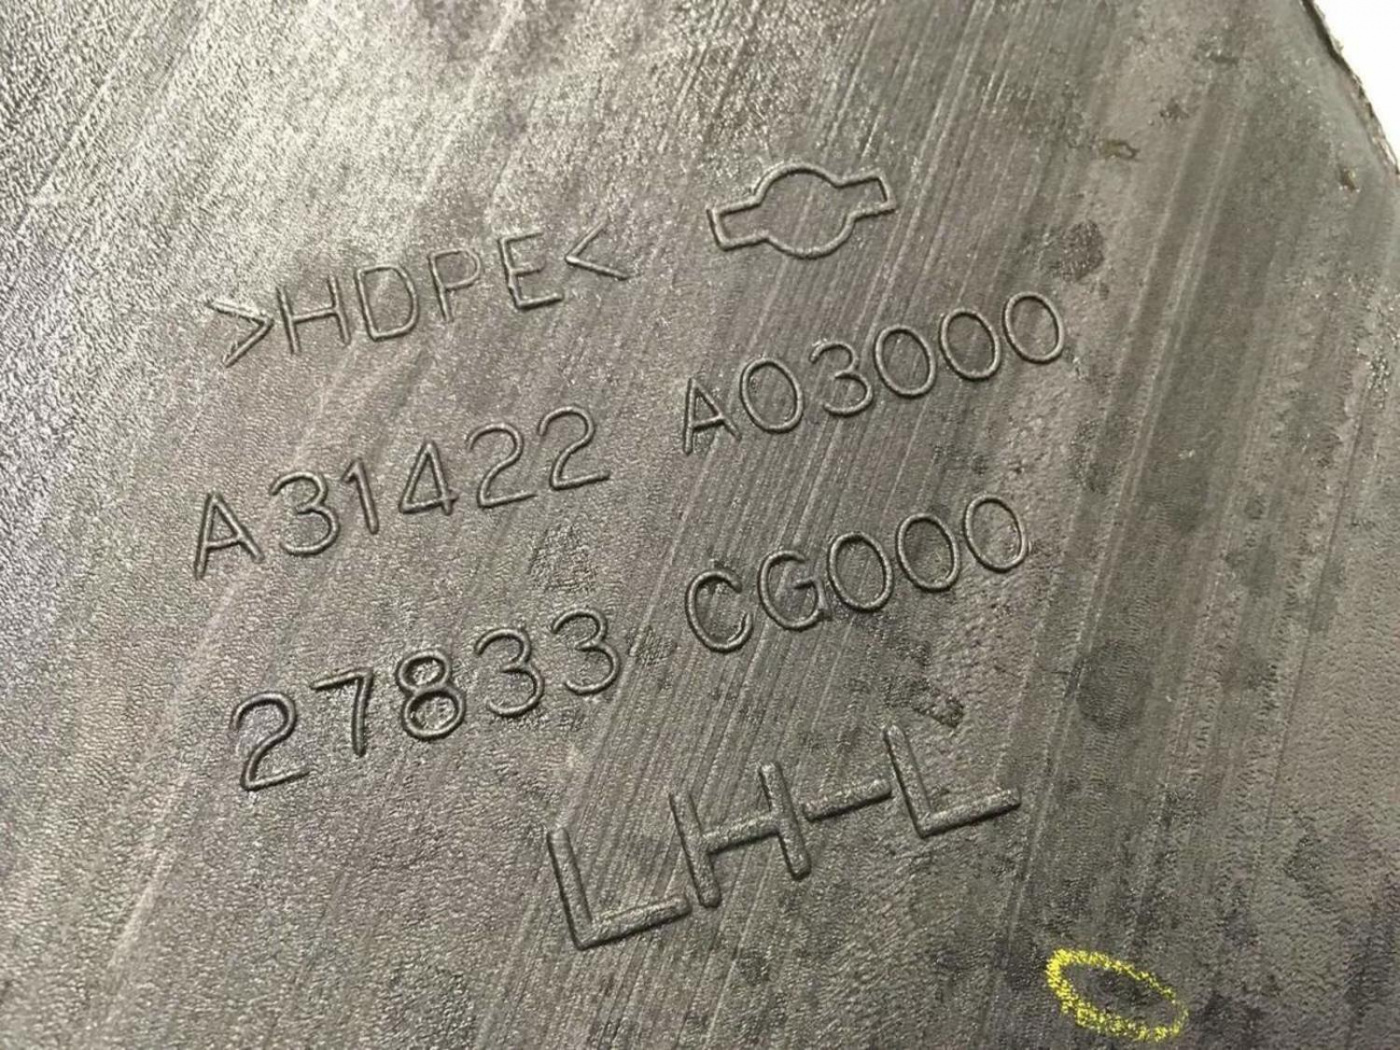 >HDPE<
A31422 A03000
27833 CG000
LH-L